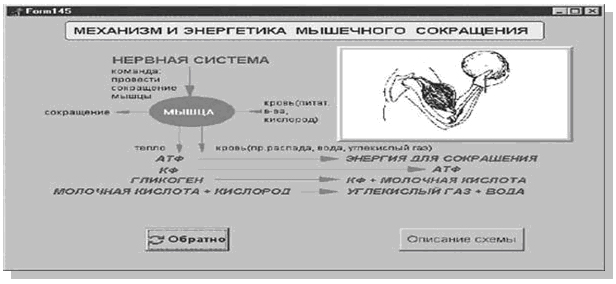 Form145
МЕХАНИЗМ И ЭНЕРГЕТИКА МЫШЕЧНОГО СОКРАЩЕНИЯ
НЕРВНАЯ СИСТЕМА
команда:
провести
сокращение
мышцы
сокращение
МЫШЦА
кровь(питат.
в-ва,
кислород)
тепло
кровь(пр.распада, вода, углекислый газ)
АТФ ЭНЕРГИЯ ДЛЯ СОКРАЩЕНИЯ
КФ АТФ
ГЛИКОГЕН КФ + МОЛОЧНАЯ КИСЛОТА
МОЛОЧНАЯ КИСЛОТА + КИСЛОРОД УГЛЕКИСЛЫЙ ГАЗ + ВОДА
Обратно
Описание схемы